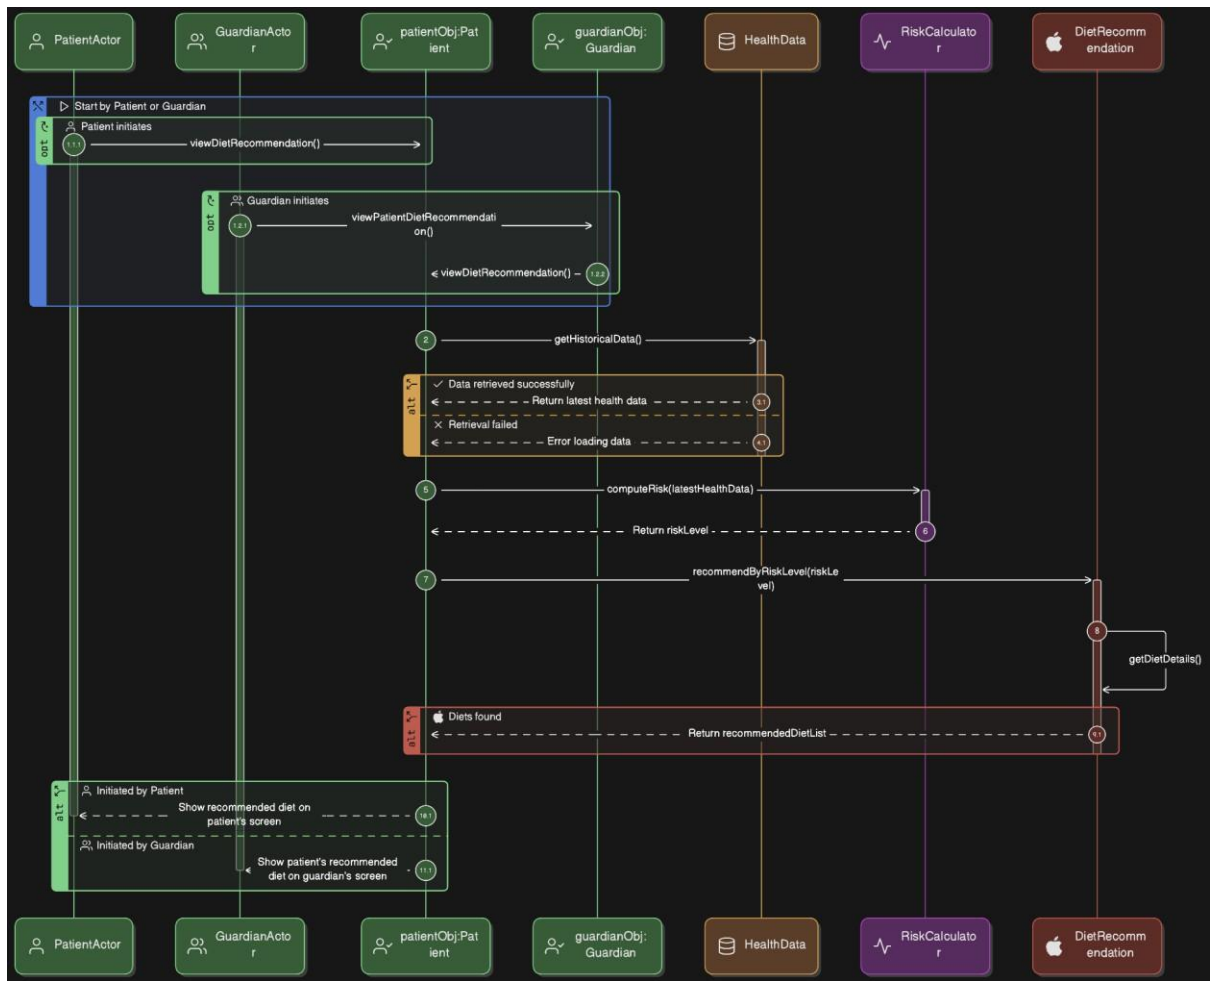 PatientActor
GuardianActo
r
patientObj:Pat
ient
guardianObj:
Guardian
HealthData
RiskCalculato
r
DietRecomm
endation
Start by Patient or Guardian
opt
Patient initiates
1.1.1
viewDietRecommendation()
opt
Guardian initiates
1.2.1
viewPatientDietRecommendati
on()
viewDietRecommendation()
1.2.2
2
getHistoricalData()
alt
Data retrieved successfully
Return latest health data
3.1
Retrieval failed
Error loading data
4.1
5
computeRisk(latestHealthData)
Return riskLevel
6
7
recommendByRiskLevel(riskLe
vel)
8
getDietDetails()
alt
Diets found
Return recommendedDietList
9.1
alt
Initiated by Patient
Show recommended diet on
patient's screen
10.1
Initiated by Guardian
Show patient's recommended
diet on guardian's screen
11.1
PatientActor
GuardianActo
r
patientObj:Pat
ient
guardianObj:
Guardian
HealthData
RiskCalculato
r
DietRecomm
endation